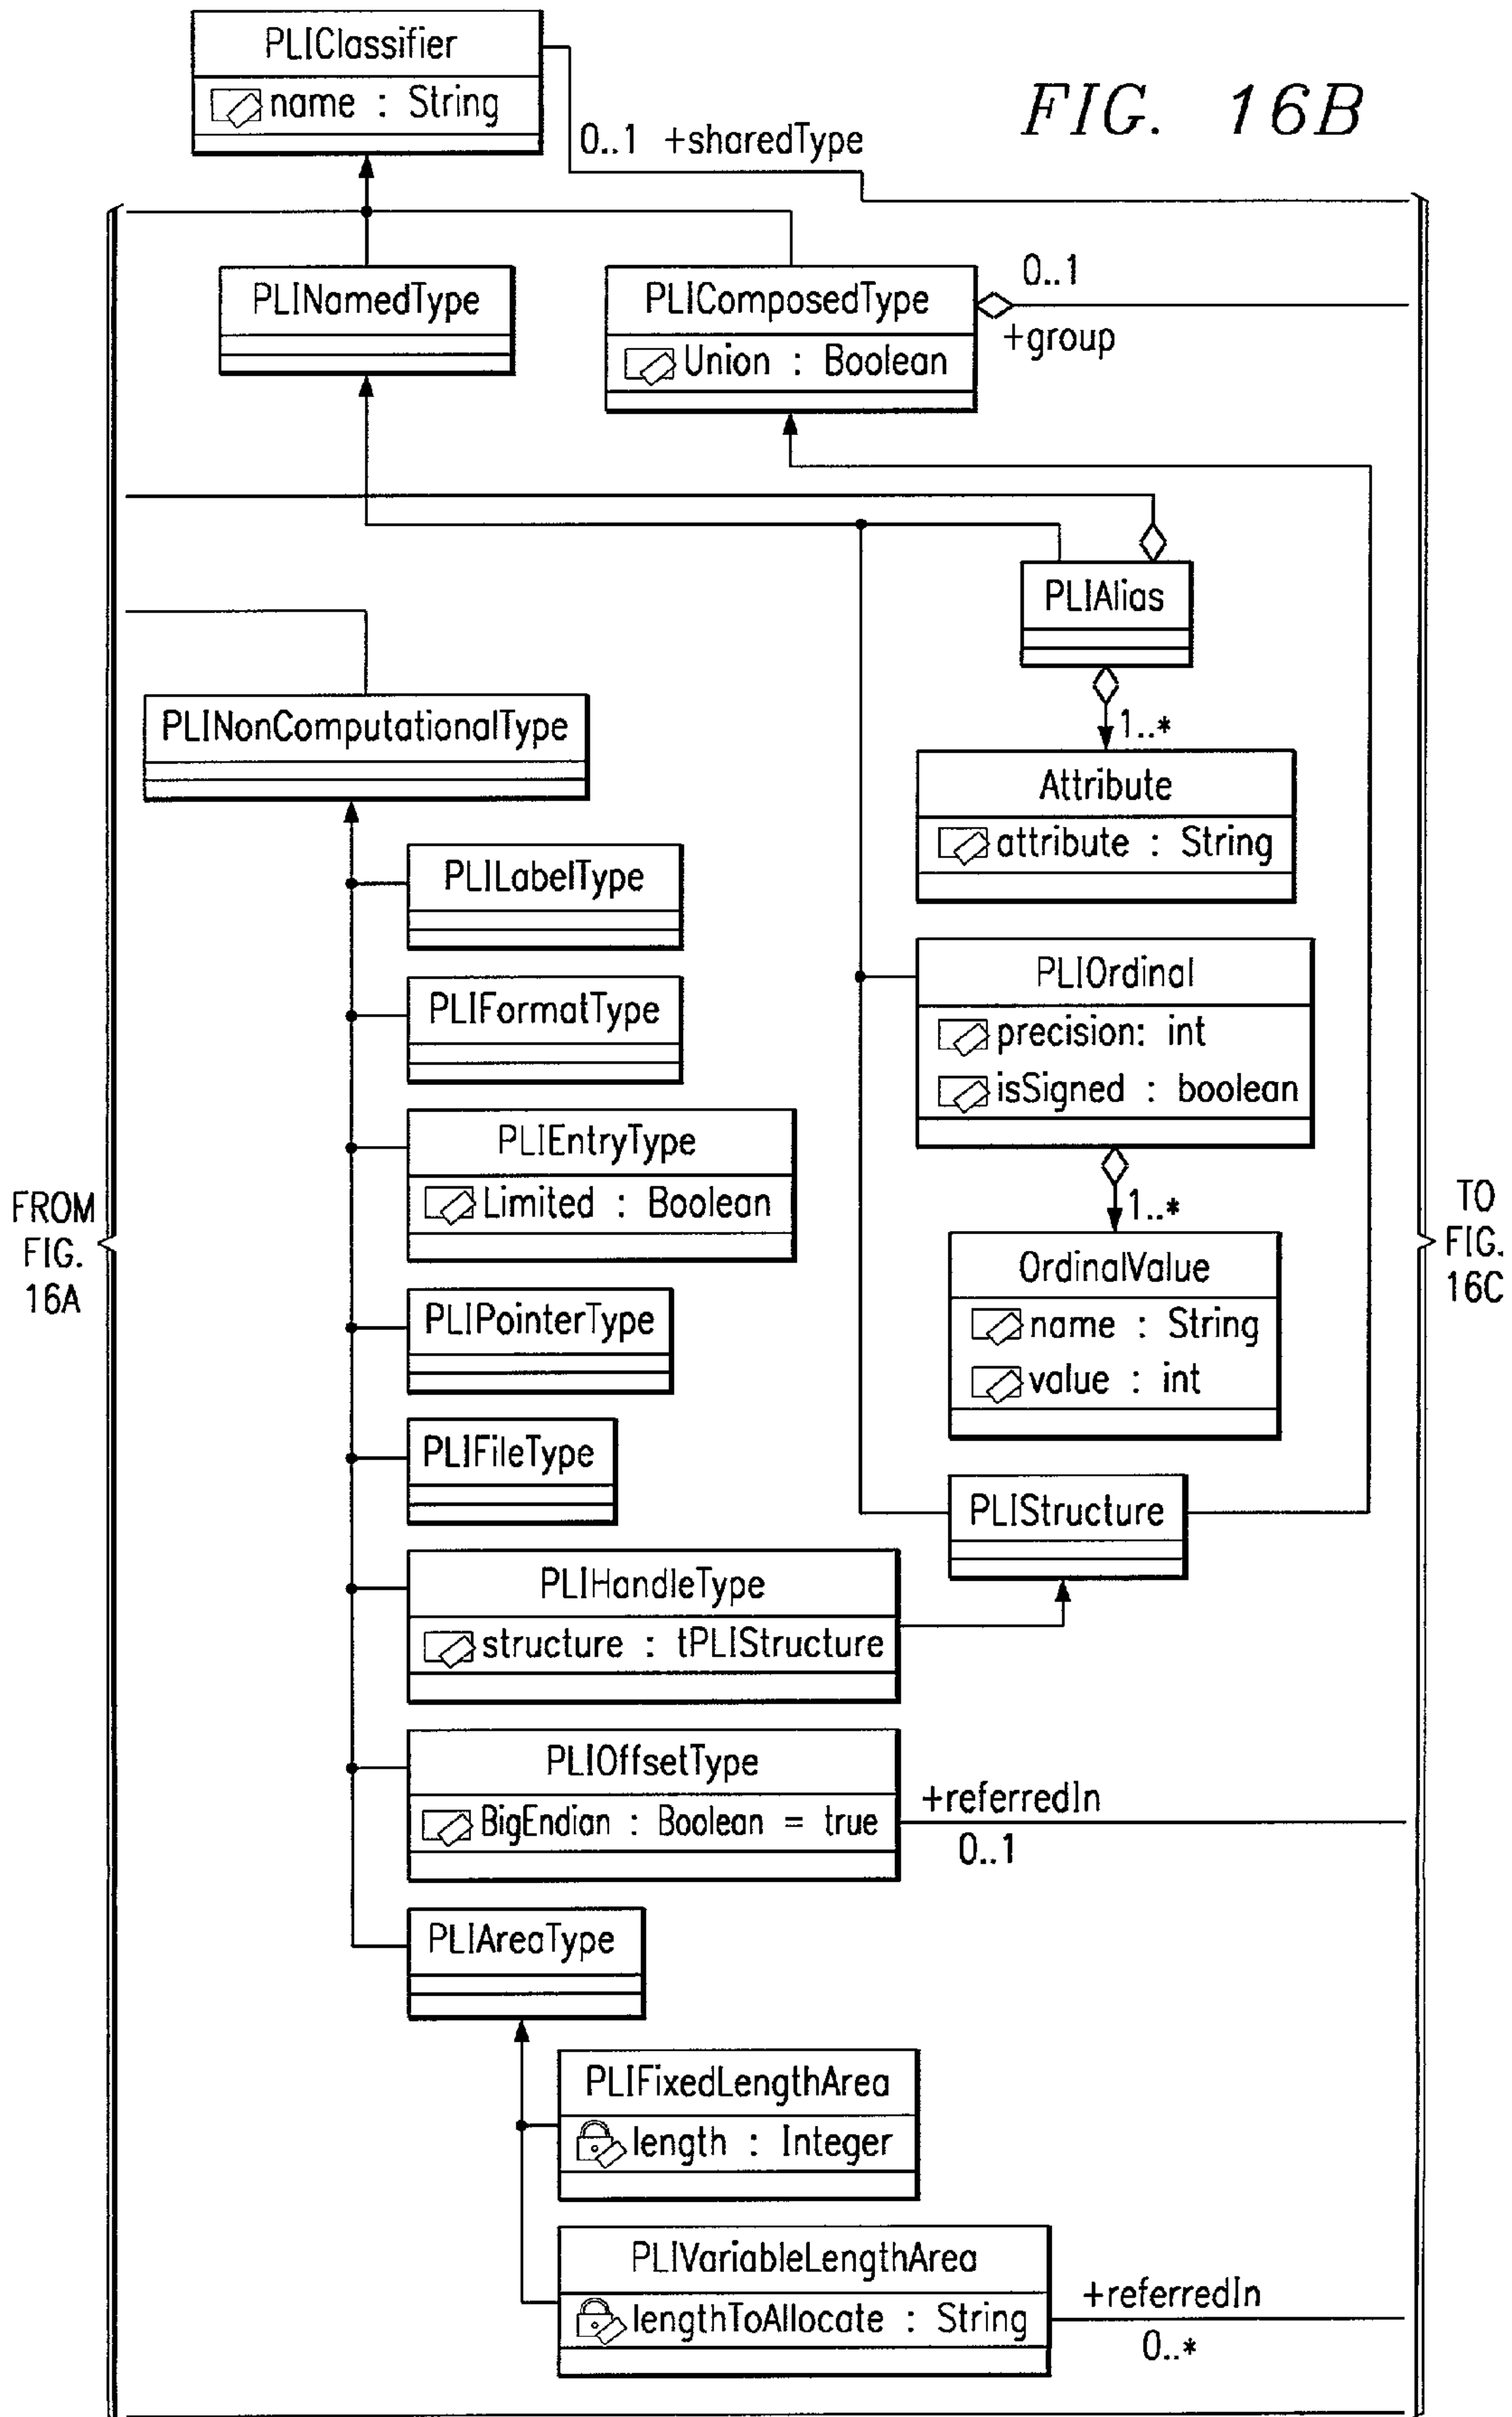 PLIClassifier
name : String
FIG. 16B
0..1 +sharedType
PLINamedType
PLIComposedType
Union : Boolean
0..1
+group
PLIAlias
1..*
PLINonComputationalType
Attribute
attribute : String
PLILabelType
PLIFormatType
PLIOrdinal
precision: int
isSigned : boolean
PLIEntryType
Limited : Boolean
1..*
FROM
FIG.
16A
TO
FIG.
16C
OrdinalValue
name : String
value : int
PLIPointerType
PLIFileType
PLIStructure
PLIHandleType
structure : tPLIStructure
PLIOffsetType
BigEndian : Boolean = true
+referredIn
0..1
PLIAreaType
PLIFixedLengthArea
length : Integer
PLIVariableLengthArea
lengthToAllocate : String
+referredIn
0..*